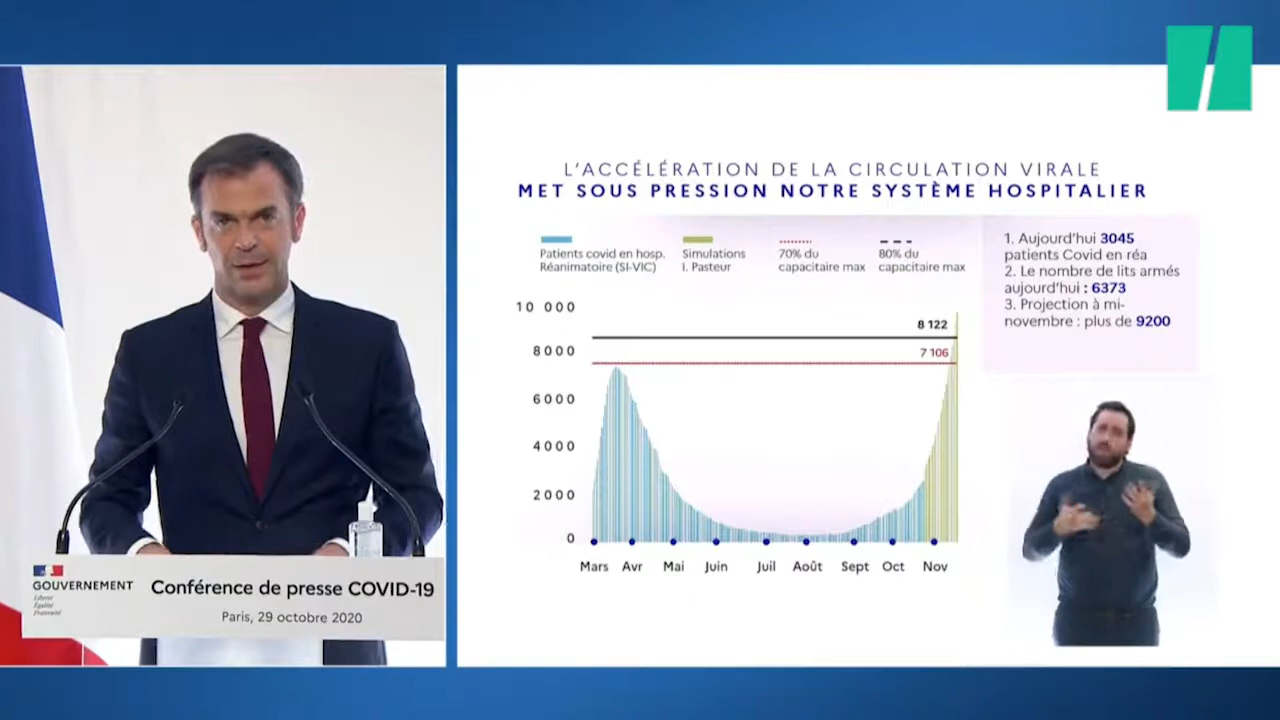 L'ACCÉLÉRATION DE LA CIRCULATION VIRALE
MET SOUS PRESSION NOTRE SYSTÈME HOSPITALIER
Patients covid en hosp.
Réanimatoire (SI-VIC)
Simulations
I. Pasteur
70% du
capacitaire max
80% du
capacitaire max
1. Aujourd'hui 3045
patients Covid en réa
2. Le nombre de lits armés
aujourd'hui : 6373
3. Projection à mi-
novembre : plus de 9200
10 000
8 122
8000
7 106
6000
4000
2000
0
Mars Avr Mai Juin Juil Août Sept Oct Nov
GOUVERNEMENT
Liberté
Égalité
Fraternité
Conférence de presse COVID-19
Paris, 29 octobre 2020